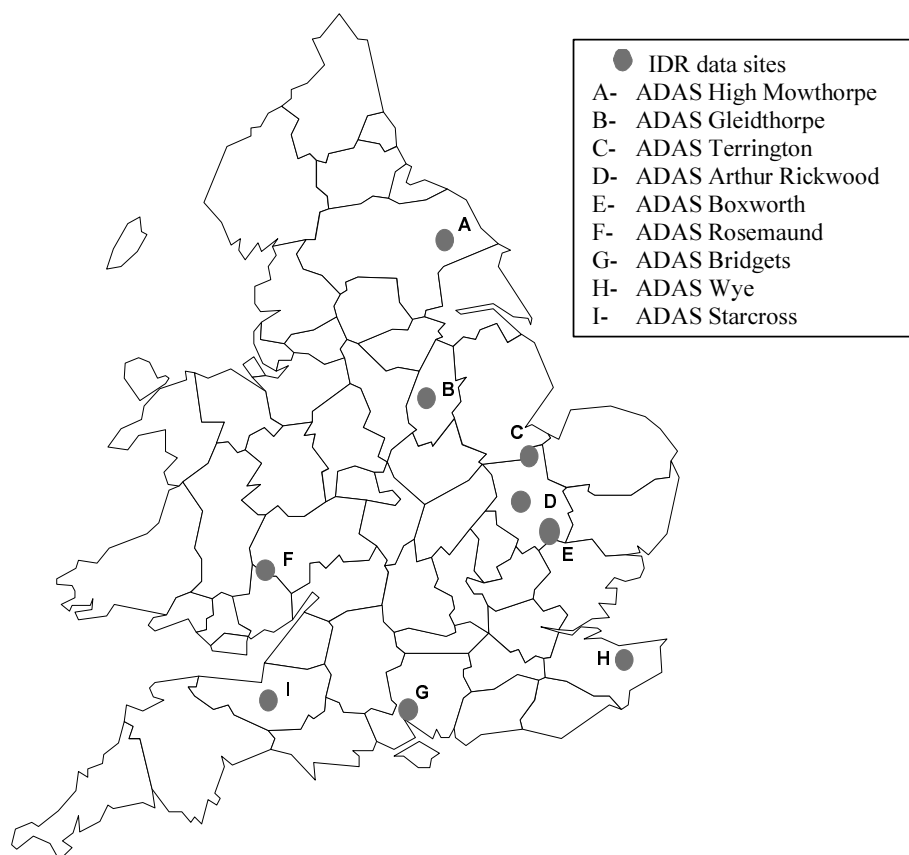 IDR data sites
A- ADAS High Mowthorpe
B- ADAS Gleidthorpe
C- ADAS Terrington
D- ADAS Arthur Rickwood
E- ADAS Boxworth
F- ADAS Rosemaund
G- ADAS Bridgets
H- ADAS Wye
I- ADAS Starcross
A
B
C
D
E
F
H
I
G